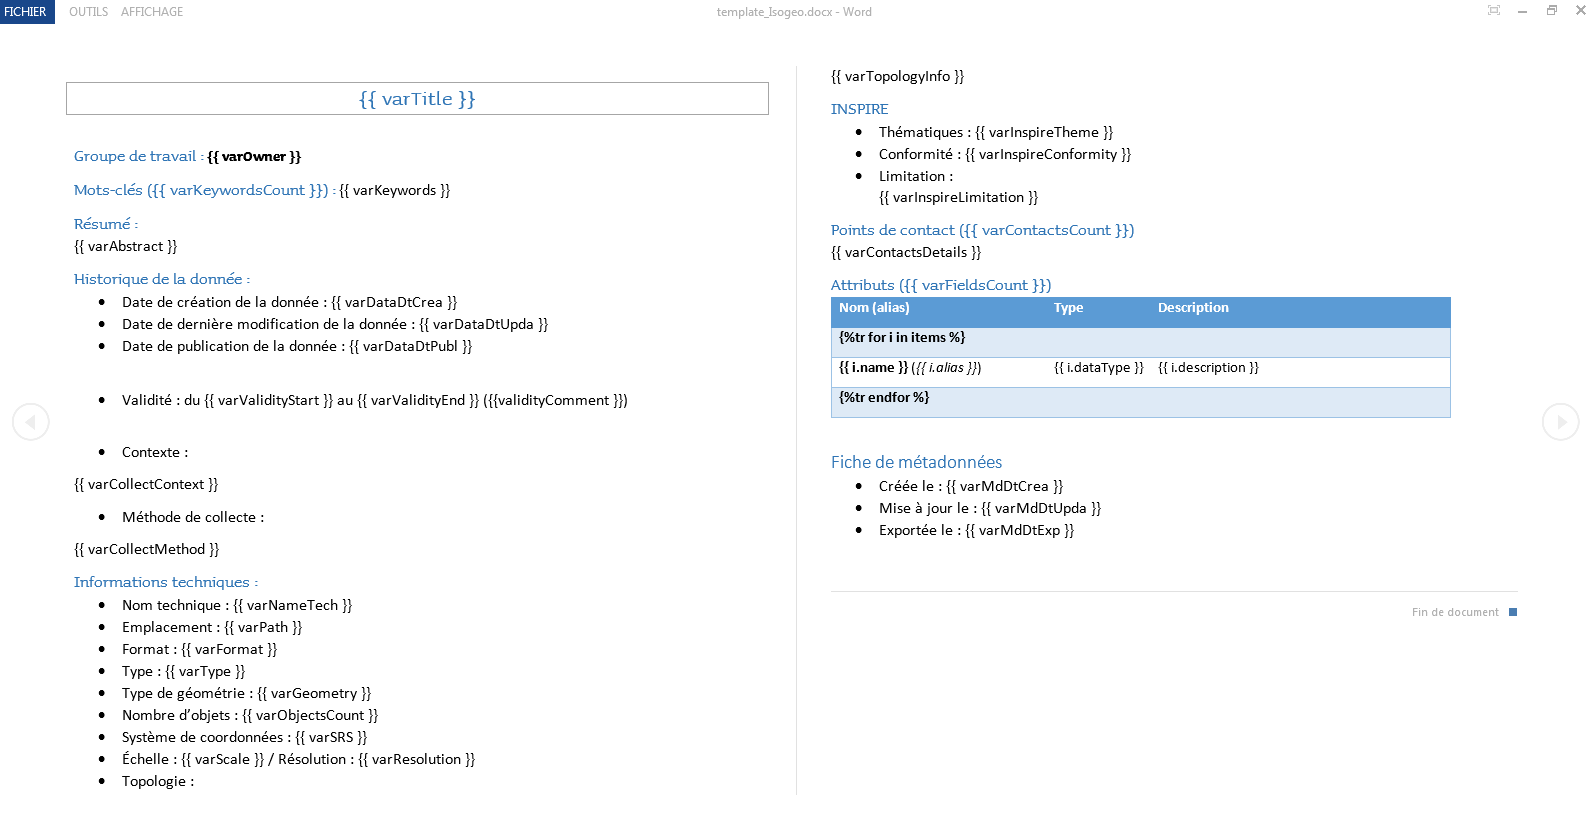 FICHIER OUTILS AFFICHAGE template_Isogeo.docx - Word
{{ varTitle }}
Groupe de travail : {{ varOwner }}
Mots-clés ({{ varKeywordsCount }}) : {{ varKeywords }}
Résumé :
{{ varAbstract }}
Historique de la donnée :
• Date de création de la donnée : {{ varDataDtCrea }}
• Date de dernière modification de la donnée : {{ varDataDtUpda }}
• Date de publication de la donnée : {{ varDataDtPubl }}
• Validité : du {{ varValidityStart }} au {{ varValidityEnd }} ({{validityComment }})
• Contexte :
{{ varCollectContext }}
• Méthode de collecte :
{{ varCollectMethod }}
Informations techniques :
• Nom technique : {{ varNameTech }}
• Emplacement : {{ varPath }}
• Format : {{ varFormat }}
• Type : {{ varType }}
• Type de géométrie : {{ varGeometry }}
• Nombre d’objets : {{ varObjectsCount }}
• Système de coordonnées : {{ varSRS }}
• Échelle : {{ varScale }} / Résolution : {{ varResolution }}
• Topologie :
{{ varTopologyInfo }}
INSPIRE
• Thématiques : {{ varInspireTheme }}
• Conformité : {{ varInspireConformity }}
• Limitation :
{{ varInspireLimitation }}
Points de contact ({{ varContactsCount }})
{{ varContactsDetails }}
Attributs ({{ varFieldsCount }})
Nom (alias) Type Description
{%tr for i in items %}
{{ i.name }} ({{ i.alias }}) {{ i.dataType }} {{ i.description }}
{%tr endfor %}
Fiche de métadonnées
• Créée le : {{ varMdDtCrea }}
• Mise à jour le : {{ varMdDtUpda }}
• Exportée le : {{ varMdDtExp }}
Fin de document